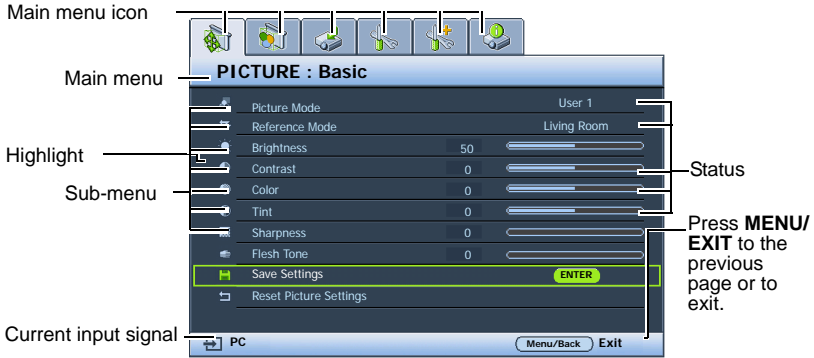 Main menu icon
Main menu
PICTURE : Basic
Picture Mode User 1
Reference Mode Living Room
Brightness 50
Highlight
Contrast 0
Status
Sub-menu
Color 0
Tint 0
Sharpness 0
Flesh Tone 0
Save Settings ENTER
Reset Picture Settings
Press MENU/
EXIT to the
previous
page or to
exit.
Current input signal
PC
Menu/Back Exit